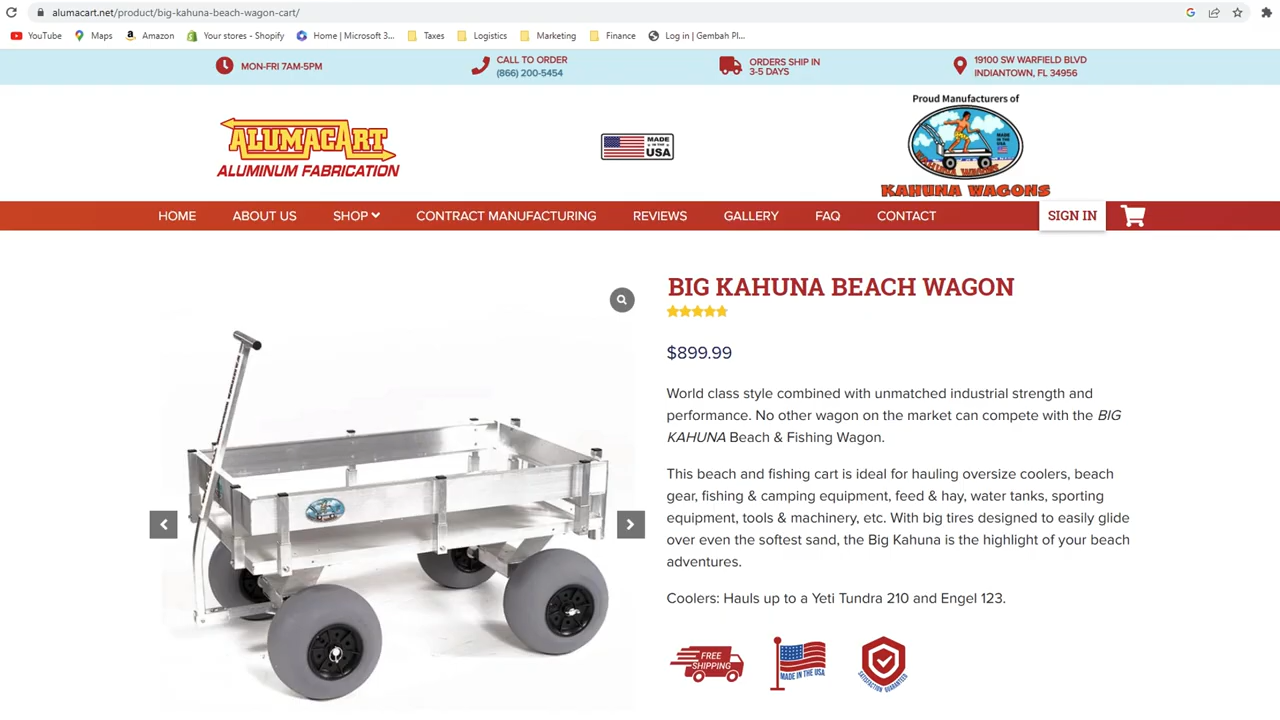 alumacart.net/product/big-kahuna-beach-wagon-cart/
YouTube Maps Amazon Your stores - Shopify Home | Microsoft 3... Taxes Logistics Marketing Finance Log in | Gembah Pl...
MON-FRI 7AM-5PM
CALL TO ORDER
(866) 200-5454
ORDERS SHIP IN
3-5 DAYS
19100 SW WARFIELD BLVD
INDIANTOWN, FL 34956
ALUMACART
ALUMINUM FABRICATION
MADE
IN THE
USA
Proud Manufacturers of
MADE
IN THE
USA
KAHUNA WAGONS
KAHUNA WAGONS
HOME ABOUT US SHOP CONTRACT MANUFACTURING REVIEWS GALLERY FAQ CONTACT SIGN IN
BIG KAHUNA BEACH WAGON
$899.99
World class style combined with unmatched industrial strength and
performance. No other wagon on the market can compete with the BIG
KAHUNA Beach & Fishing Wagon.
This beach and fishing cart is ideal for hauling oversize coolers, beach
gear, fishing & camping equipment, feed & hay, water tanks, sporting
equipment, tools & machinery, etc. With big tires designed to easily glide
over even the softest sand, the Big Kahuna is the highlight of your beach
adventures.
Coolers: Hauls up to a Yeti Tundra 210 and Engel 123.
FREE
SHIPPING
MADE IN THE USA
SATISFACTION GUARANTEED